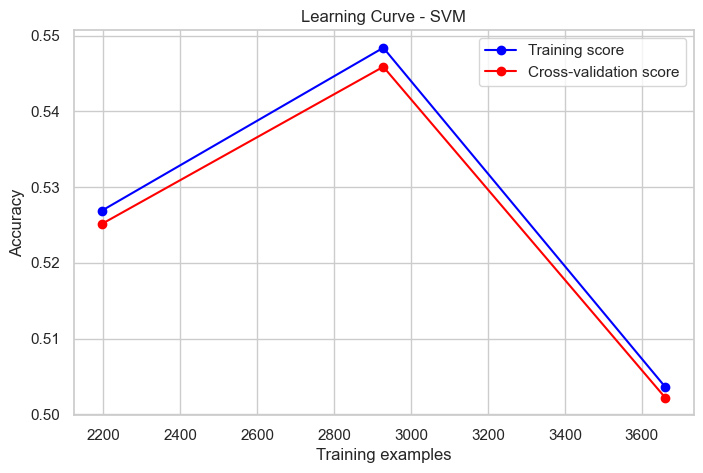 Learning Curve - SVM
Training score
Cross-validation score
Accuracy
0.55
0.54
0.53
0.52
0.51
0.50
2200 2400 2600 2800 3000 3200 3400 3600
Training examples